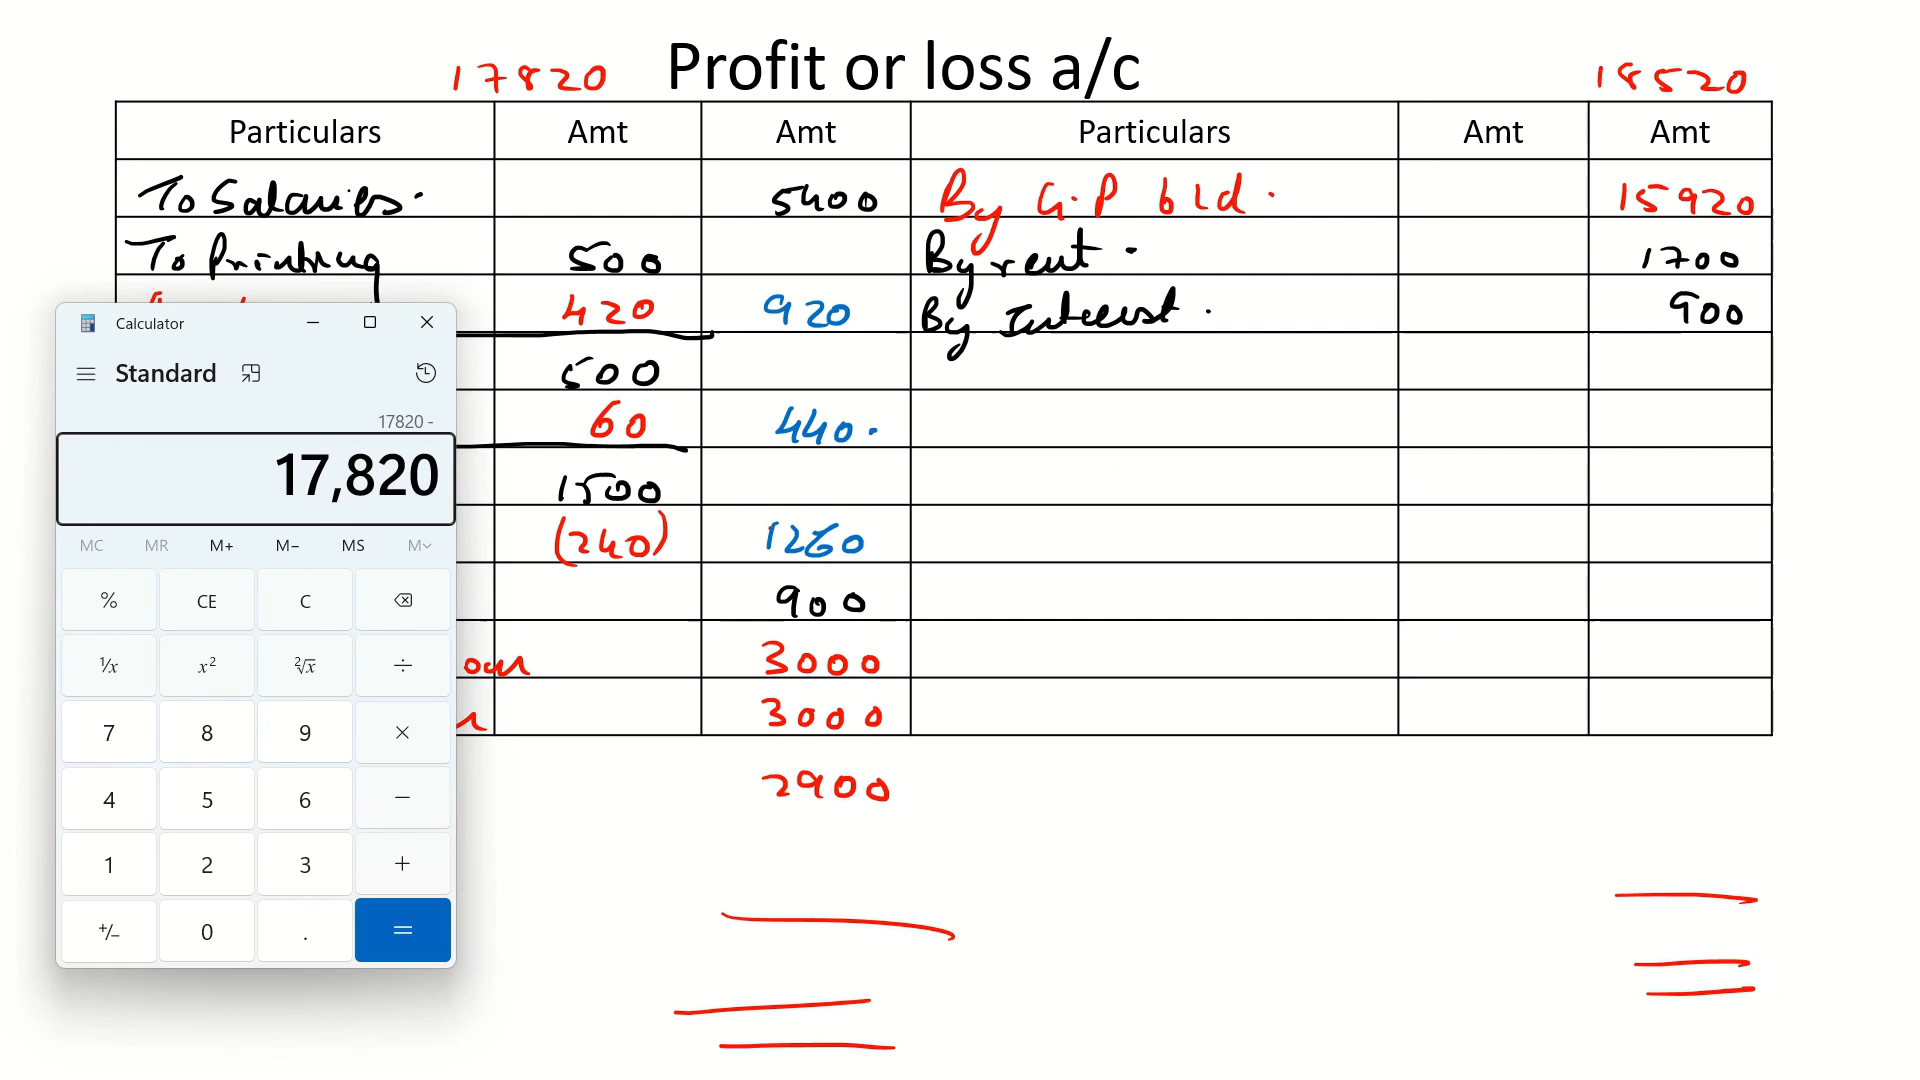 Profit or loss a/c
17820 18520
Particulars Amt Amt Particulars Amt Amt
To Salaries. 5400 By G.P b/d. 15920
To Printing 500 By rent. 1700
420 920 By Interest. 900
500
60 440.
1500
(240) 1260
900
3000
3000
2900
Calculator
Standard
17820 -
17,820
MC MR M+ M− MS M
% CE C
1/x x² ²√x ÷
7 8 9 ×
4 5 6 −
1 2 3 +
+/− 0 . =